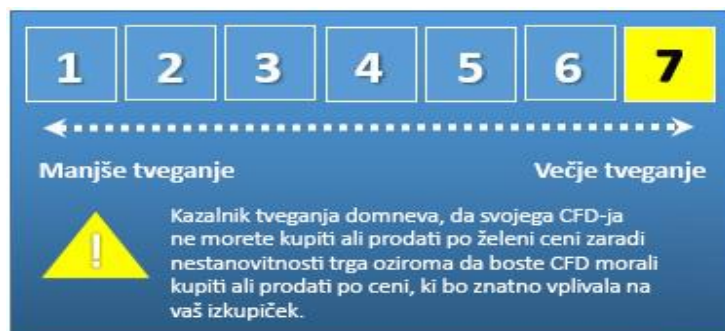 1 2 3 4 5 6 7
Manjše tveganje Večje tveganje
!
Kazalnik tveganja domneva, da svojega CFD-ja
ne morete kupiti ali prodati po želeni ceni zaradi
nestanovitnosti trga oziroma da boste CFD morali
kupiti ali prodati po ceni, ki bo znatno vplivala na
vaš izkupiček.